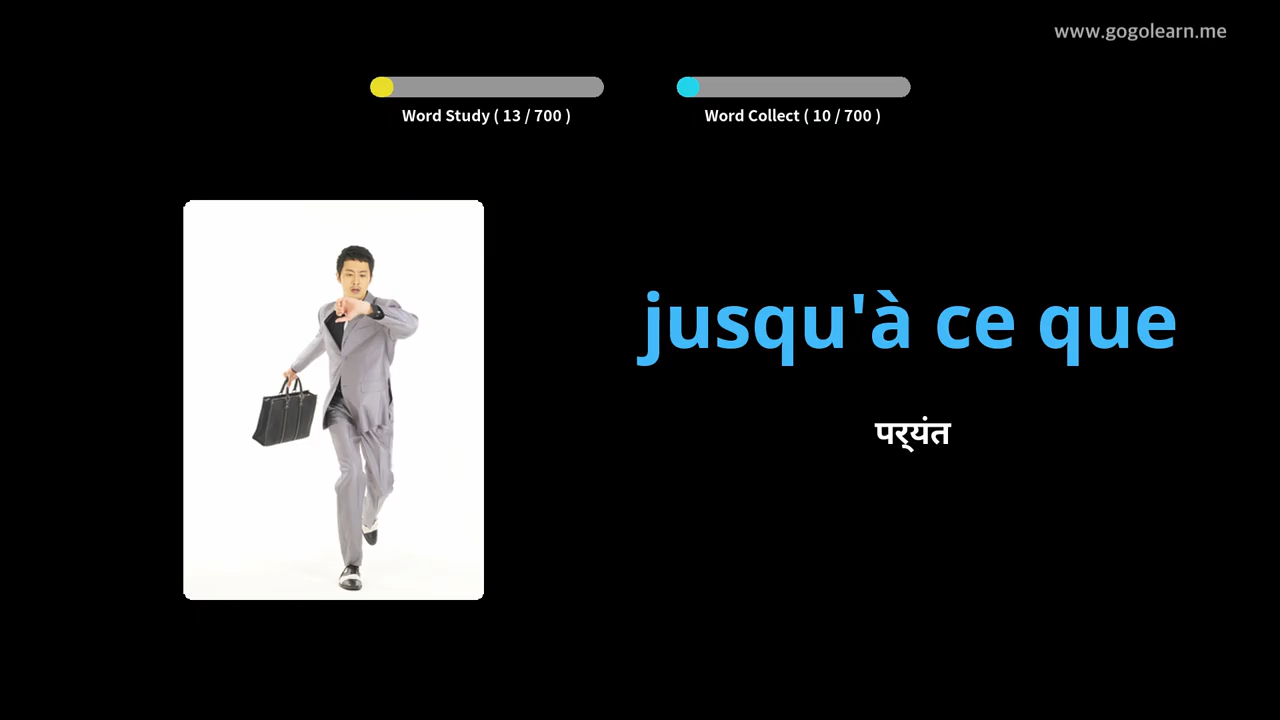 www.gogolearn.me
Word Study ( 13 / 700 )
Word Collect ( 10 / 700 )
jusqu'à ce que
पर्यंत